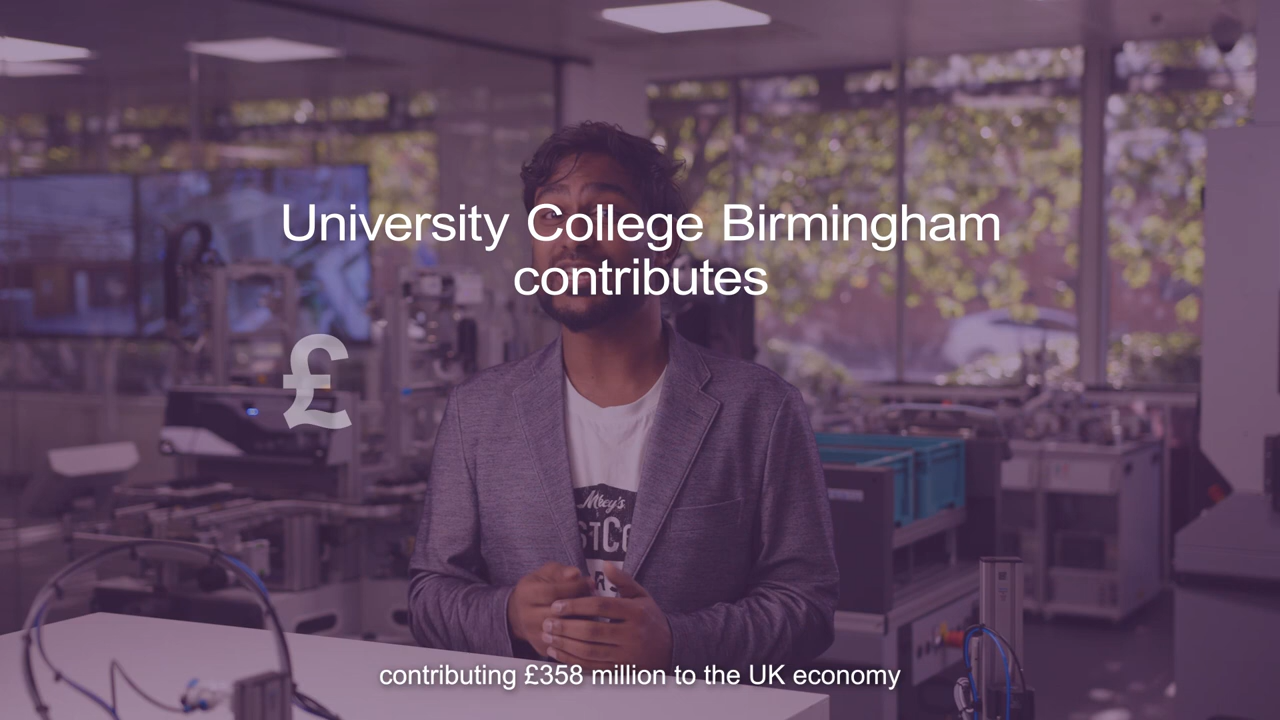 University College Birmingham
contributes
£
contributing £358 million to the UK economy